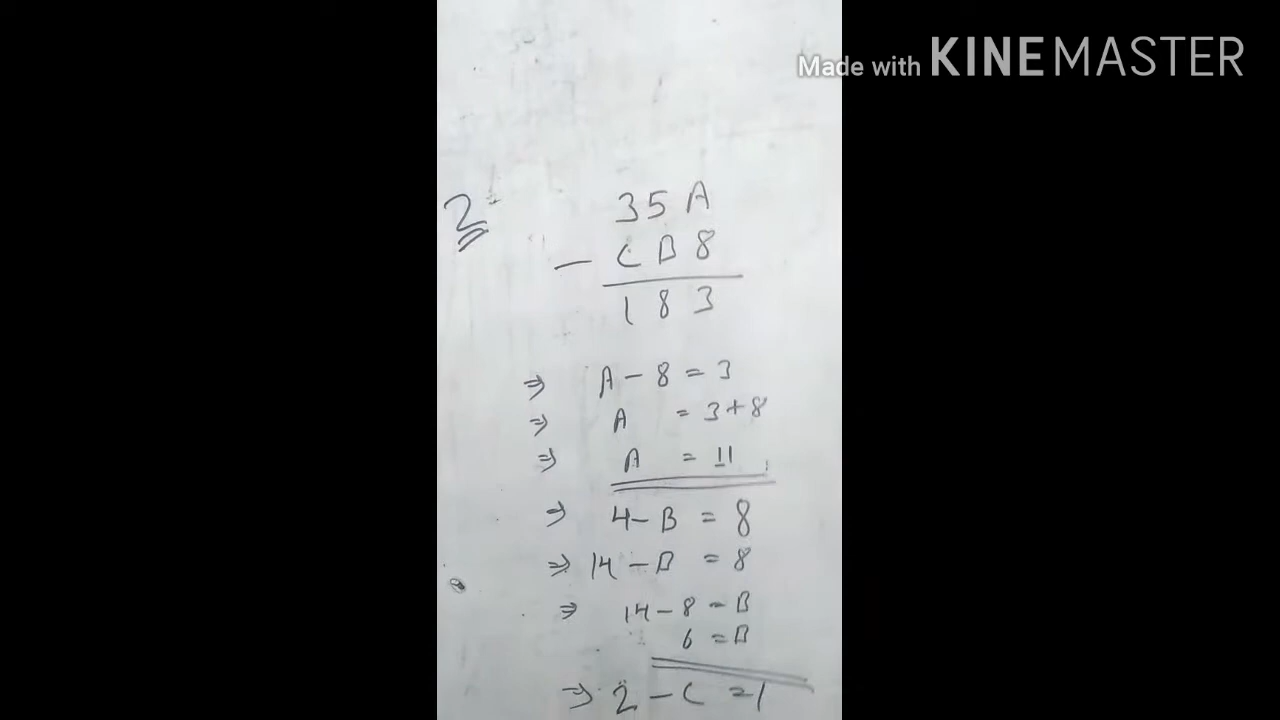 Made with KINEMASTER
2
35A
- CB8
183
⇒ A - 8 = 3
⇒ A = 3+8
⇒ A = 11
⇒ 4 - B = 8
⇒ 14 - B = 8
⇒ 14 - 8 = B
6 = B
⇒ 2 - C = 1